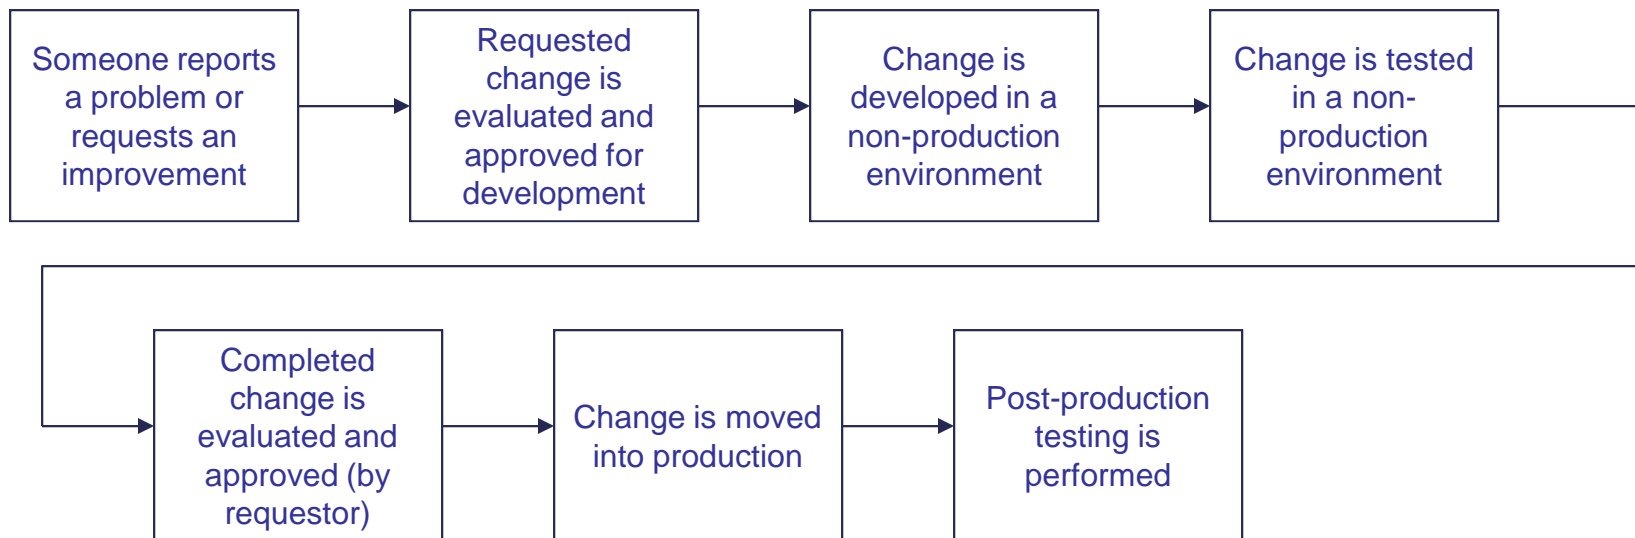 Someone reports
a problem or
requests an
improvement
Requested
change is
evaluated and
approved for
development
Change is
developed in a
non-production
environment
Change is tested
in a non-
production
environment
Completed
change is
evaluated and
approved (by
requestor)
Change is moved
into production
Post-production
testing is
performed